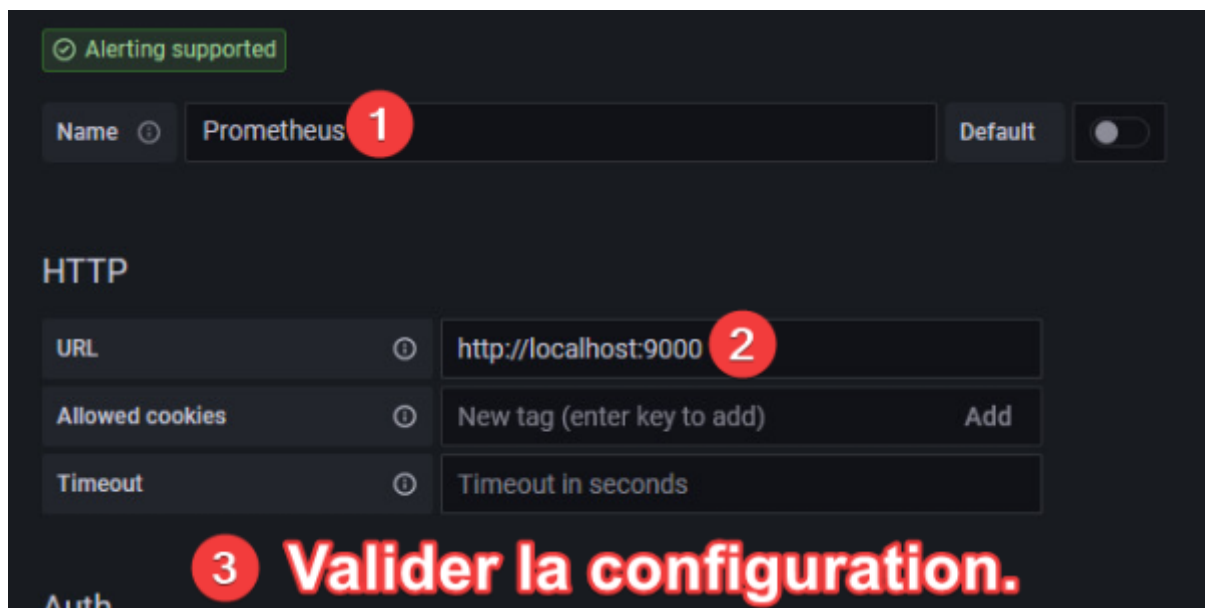 Alerting supported
Name Prometheus 1 Default
HTTP
URL http://localhost:9000 2
Allowed cookies New tag (enter key to add) Add
Timeout Timeout in seconds
3 Valider la configuration.
Auth